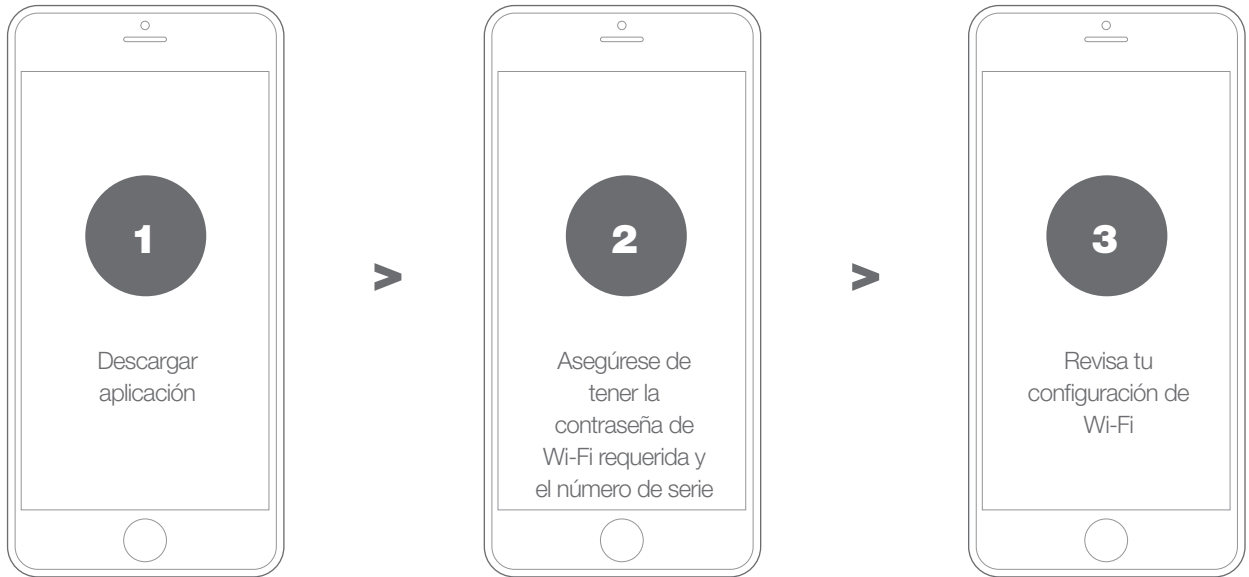 1
Descargar
aplicación
>
2
Asegúrese de
tener la
contraseña de
Wi-Fi requerida y
el número de serie
>
3
Revisa tu
configuración de
Wi-Fi